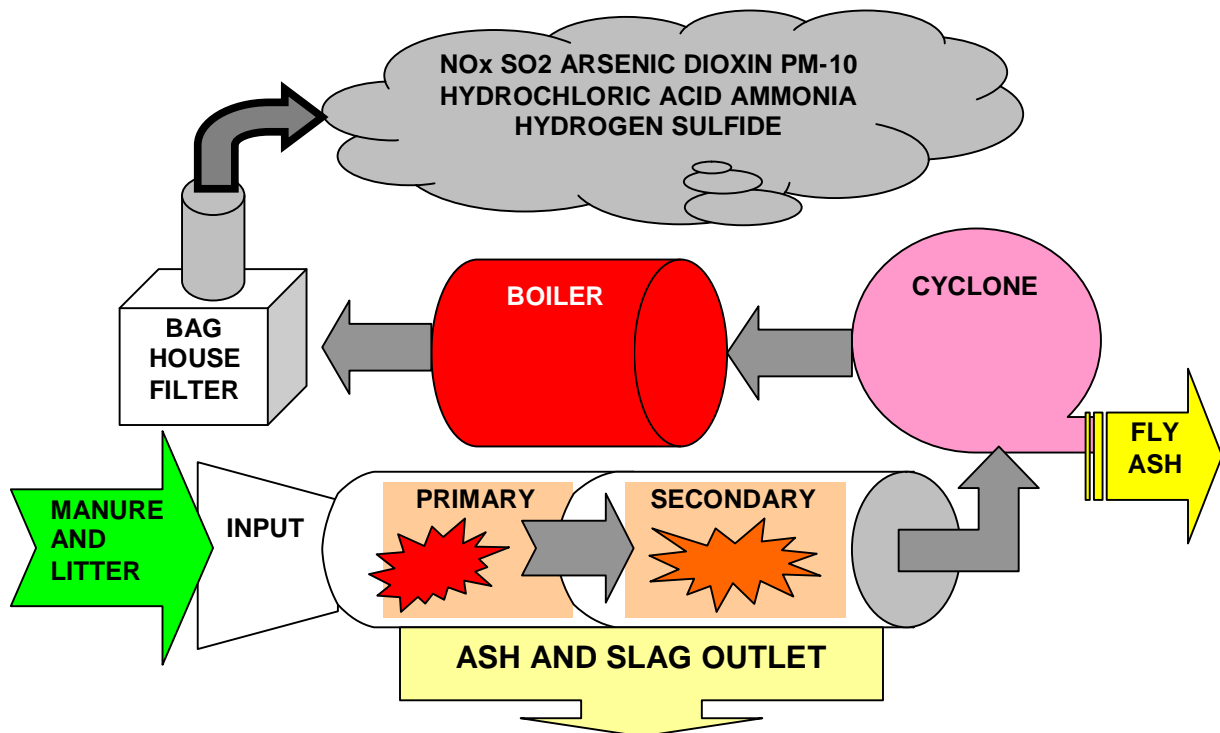 NOx SO2 ARSENIC DIOXIN PM-10
HYDROCHLORIC ACID AMMONIA
HYDROGEN SULFIDE
BOILER
CYCLONE
BAG
HOUSE
FILTER
FLY
ASH
MANURE
AND
LITTER
INPUT
PRIMARY
SECONDARY
ASH AND SLAG OUTLET